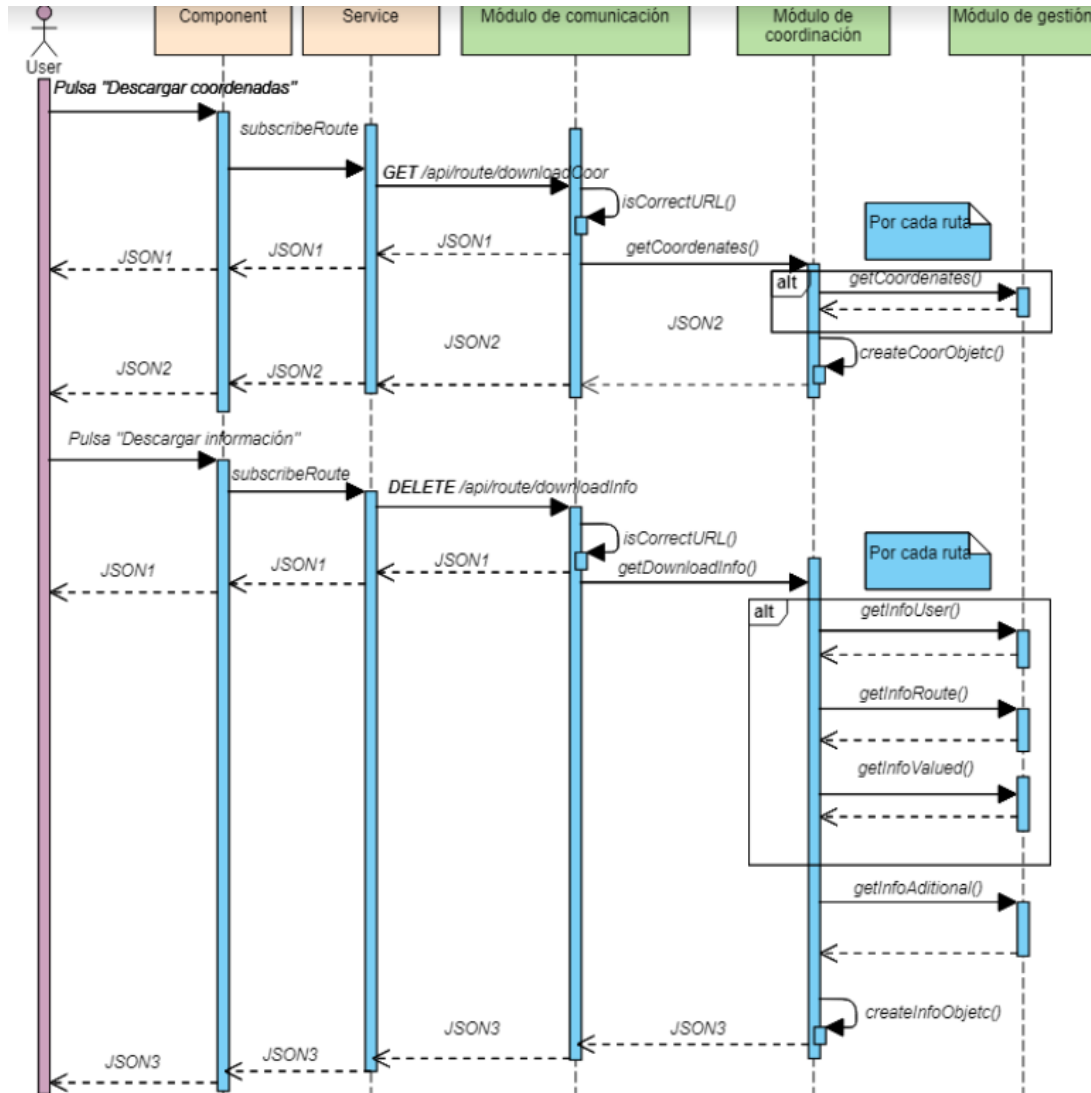 Component
Service
Módulo de comunicación
Módulo de
coordinación
Módulo de gestión
User
Pulsa "Descargar coordenadas"
subscribeRoute
GET /api/route/downloadCoor
isCorrectURL()
Por cada ruta
JSON1
JSON1
JSON1
getCoordenates()
alt
getCoordenates()
JSON2
JSON2
createCoorObjetc()
JSON2
JSON2
Pulsa "Descargar información"
subscribeRoute
DELETE /api/route/downloadInfo
isCorrectURL()
Por cada ruta
JSON1
JSON1
JSON1
getDownloadInfo()
alt
getInfoUser()
getInfoRoute()
getInfoValued()
getInfoAditional()
createInfoObjetc()
JSON3
JSON3
JSON3
JSON3